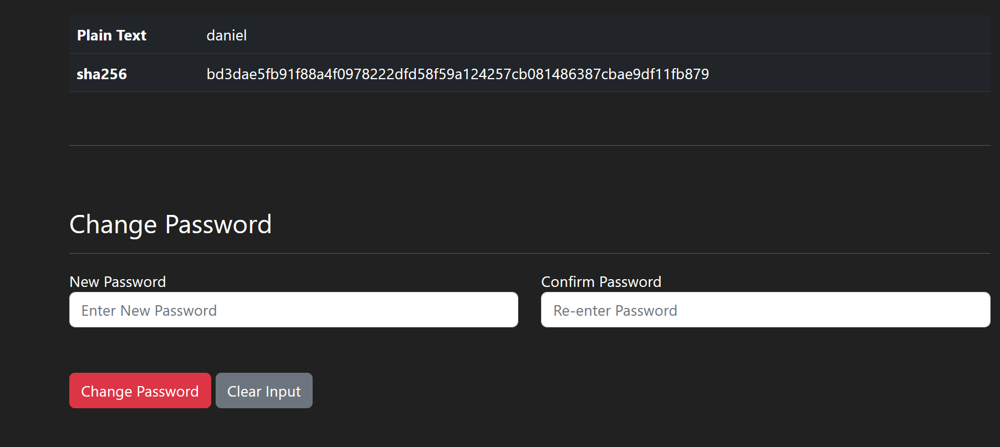 Plain Text daniel
sha256 bd3dae5fb91f88a4f0978222dfd58f59a124257cb081486387cbae9df11fb879
Change Password
New Password Confirm Password
Enter New Password Re-enter Password
Change Password Clear Input